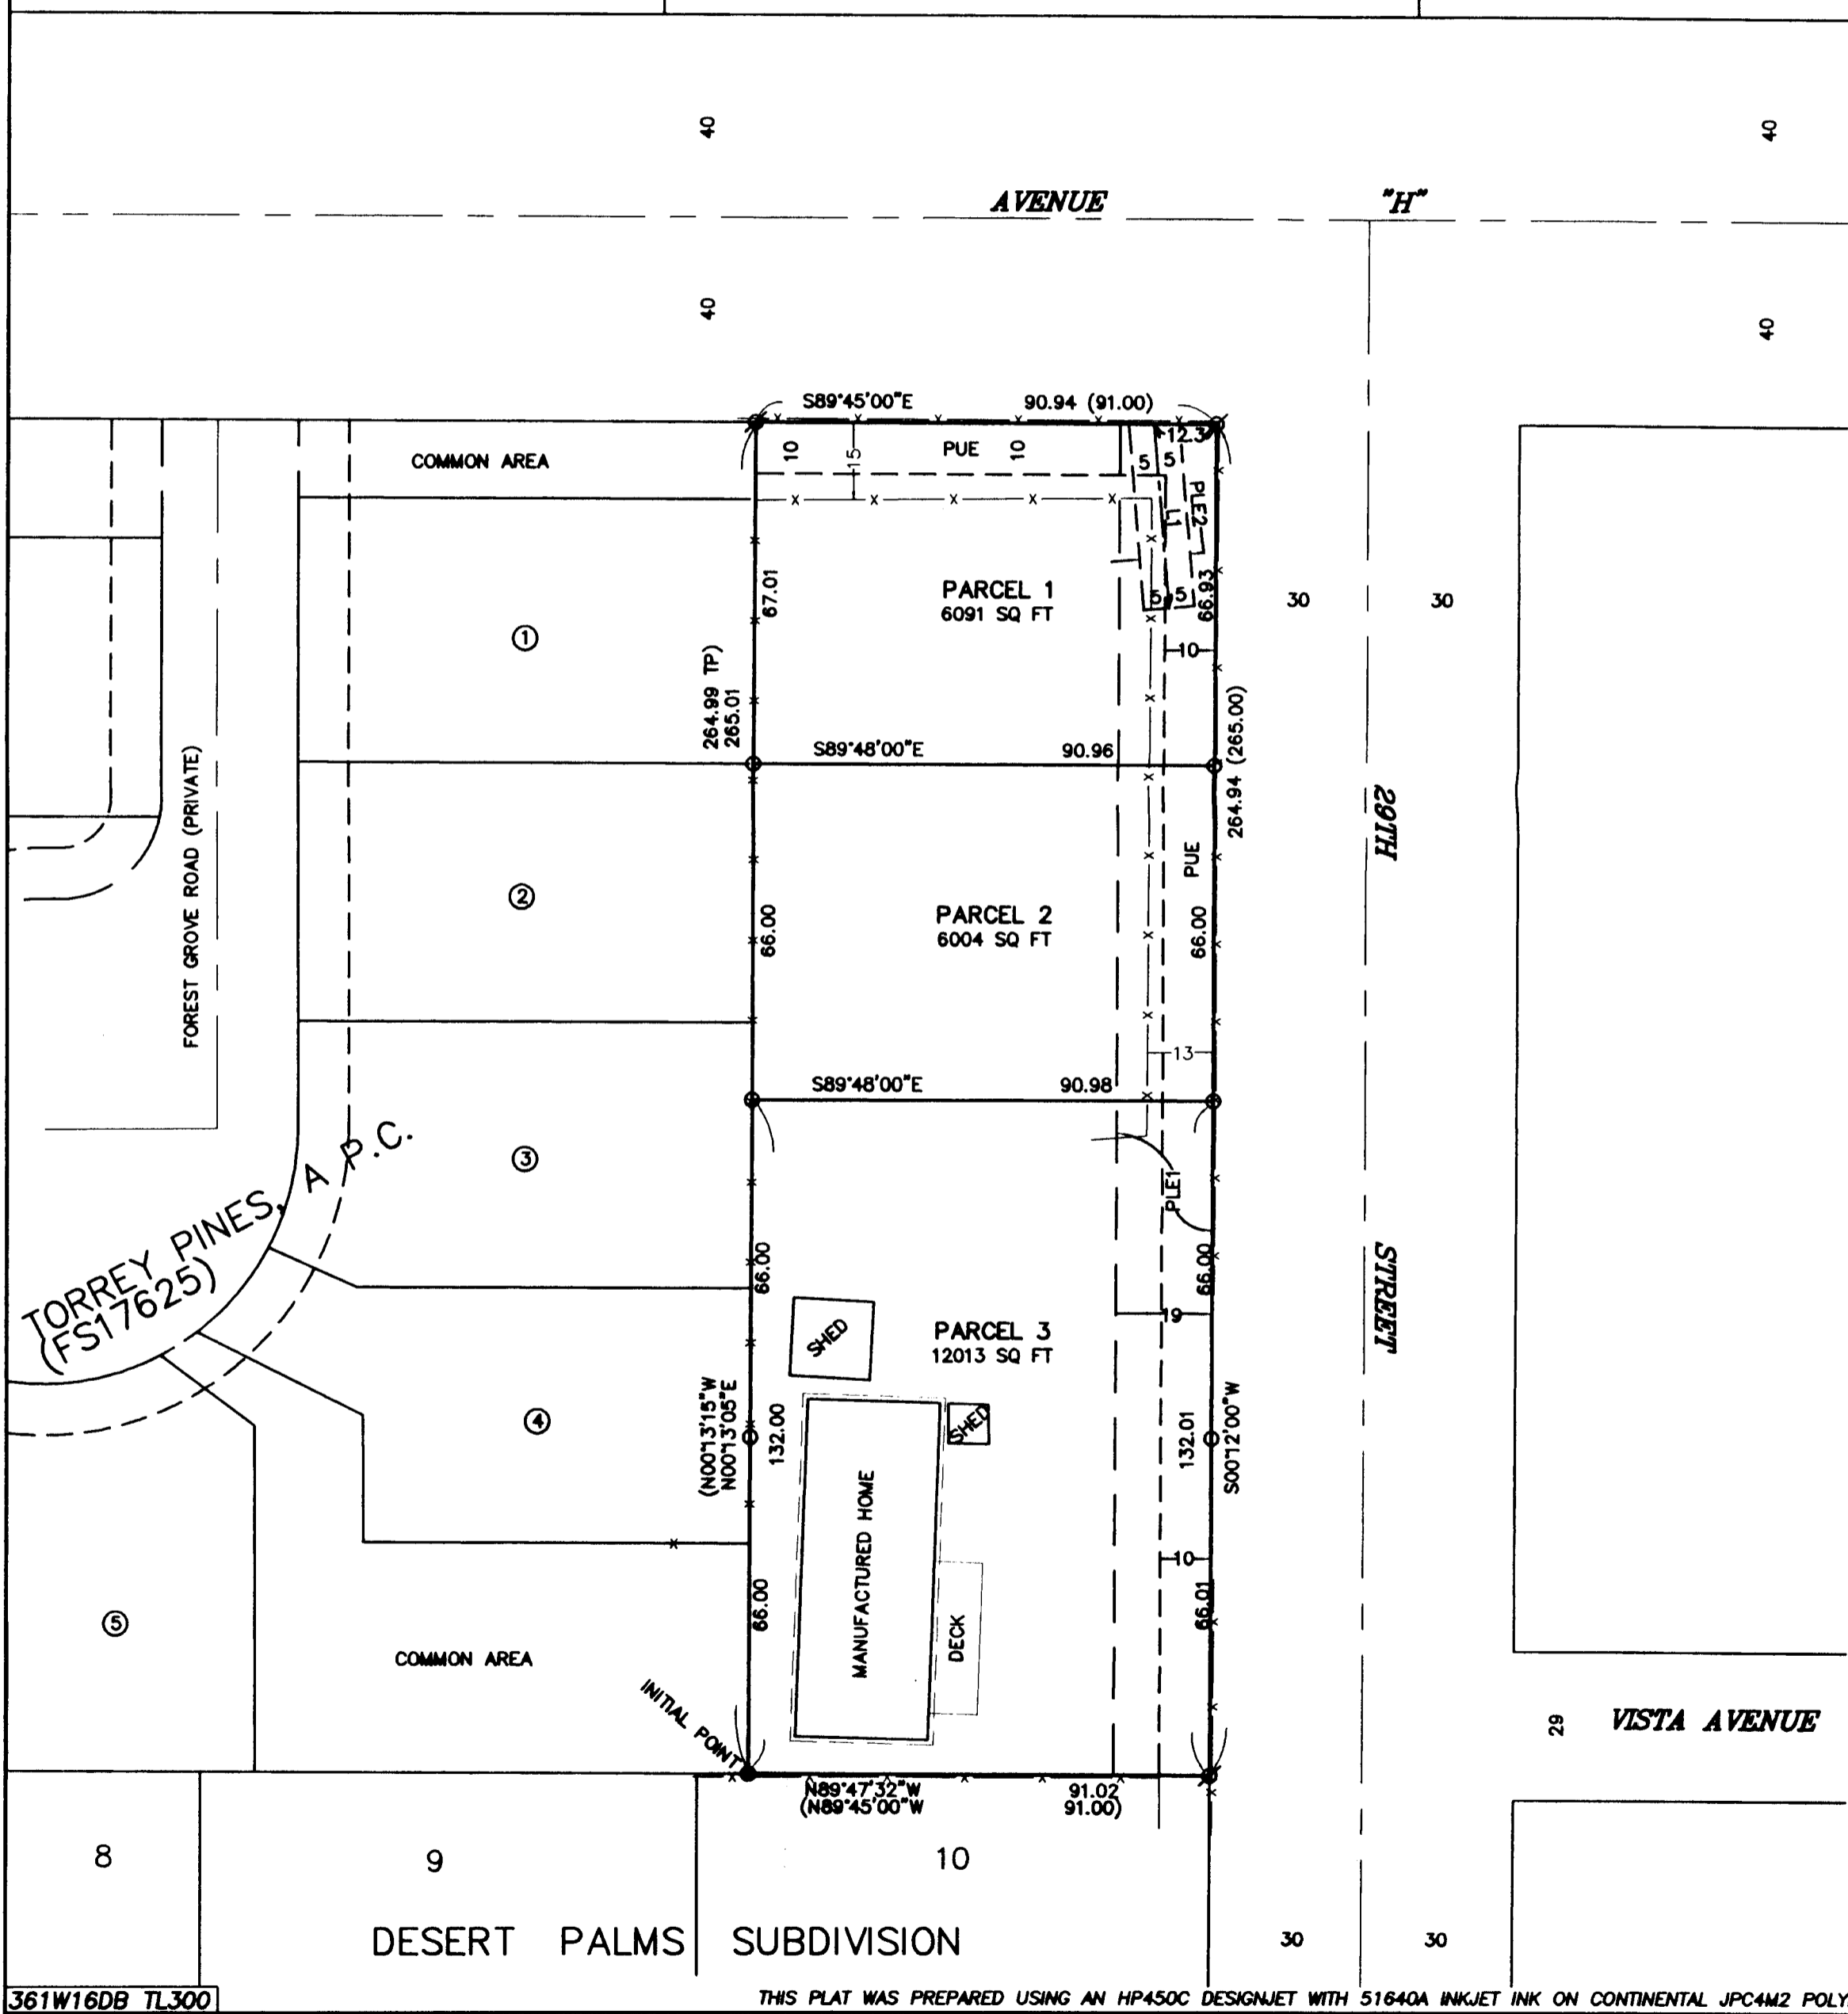 40
40
AVENUE "H"
40
40
S89°45'00"E 90.94 (91.00)
COMMON AREA
10
15
PUE
10
12.3
5 5
PLE2
L1
PARCEL 1
6091 SQ FT
67.01
5 5
66.93
30 30
①
10
264.99 TP)
265.01
264.94 (265.00)
S89°48'00"E 90.96
FOREST GROVE ROAD (PRIVATE)
29TH
PUE
②
PARCEL 2
6004 SQ FT
66.00
66.00
13
S89°48'00"E 90.98
③
TORREY PINES, A P.C.
(FS17625)
PLE1
66.00
66.00
STREET
19
SHED
PARCEL 3
12013 SQ FT
(N00°13'15"W
N00°13'05"E
132.00
SHED
132.01
S00°12'00"W
④
MANUFACTURED HOME
10
66.00
66.01
DECK
⑤
COMMON AREA
INITIAL POINT
29
VISTA AVENUE
N89°47'32"W 91.02
(N89°45'00"W 91.00)
8 9 10
DESERT PALMS SUBDIVISION
30 30
361W16DB TL300
THIS PLAT WAS PREPARED USING AN HP450C DESIGNJET WITH 51640A INKJET INK ON CONTINENTAL JPC4M2 POLY